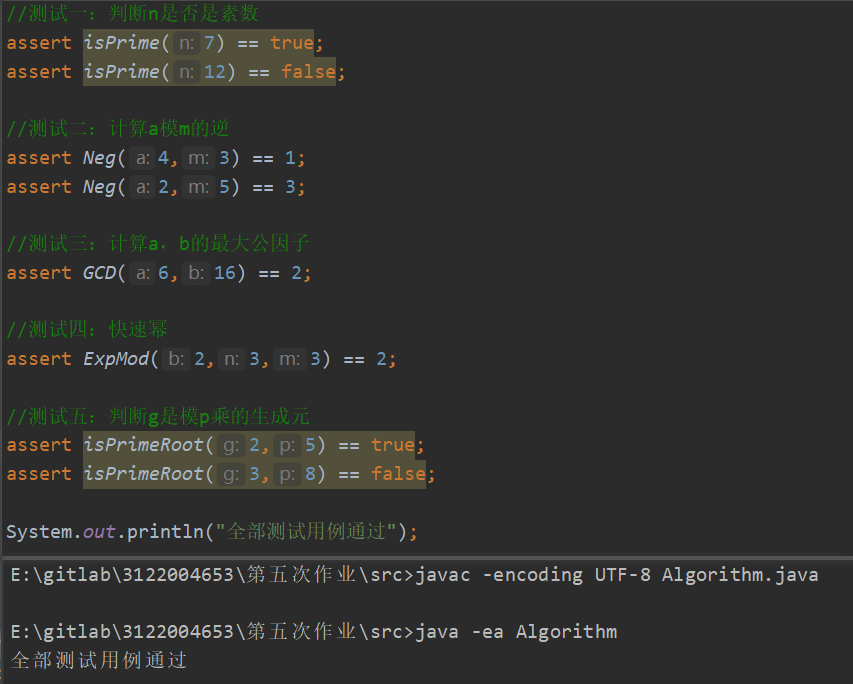 //测试一：判断n是否是素数
assert isPrime( n: 7) == true;
assert isPrime( n: 12) == false;
//测试二：计算a模m的逆
assert Neg( a: 4, m: 3) == 1;
assert Neg( a: 2, m: 5) == 3;
//测试三：计算a．b的最大公因子
assert GCD( a: 6, b: 16) == 2;
//测试四：快速幂
assert ExpMod( b: 2, n: 3, m: 3) == 2;
//测试五：判断g是模p乘的生成元
assert isPrimeRoot( g: 2, p: 5) == true;
assert isPrimeRoot( g: 3, p: 8) == false;
System.out.println("全部测试用例通过");
E:\gitlab\3122004653\第五次作业\src>javac -encoding UTF-8 Algorithm.java
E:\gitlab\3122004653\第五次作业\src>java -ea Algorithm
全部测试用例通过